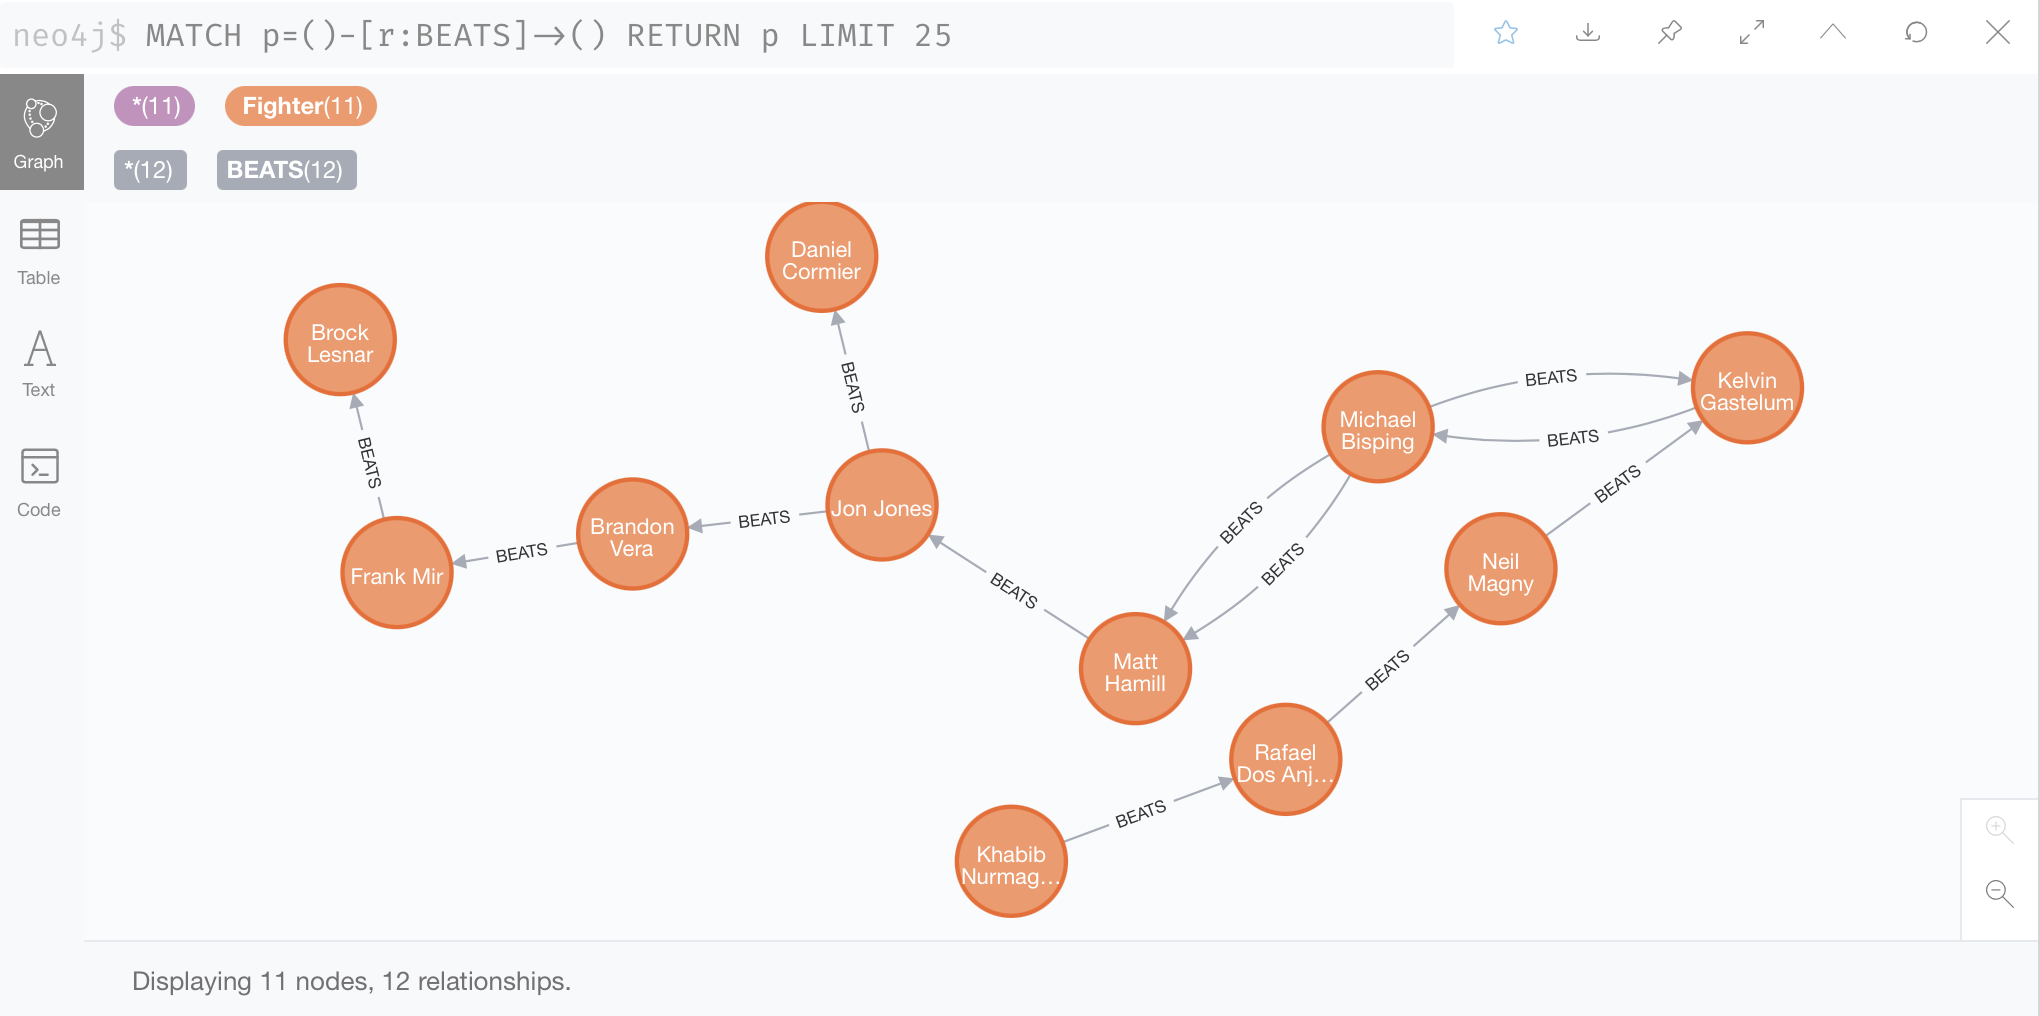 neo4j$ MATCH p=()-[r:BEATS]→() RETURN p LIMIT 25
Graph
Table
Text
Code
*(11) Fighter(11)
*(12) BEATS(12)
Daniel
Cormier
Brock
Lesnar
BEATS
BEATS
Frank Mir
BEATS
Brandon
Vera
BEATS
Jon Jones
BEATS
Michael
Bisping
BEATS
BEATS
Kelvin
Gastelum
BEATS
BEATS
BEATS
Neil
Magny
Matt
Hamill
BEATS
Rafael
Dos Anj...
BEATS
Khabib
Nurmag...
Displaying 11 nodes, 12 relationships.